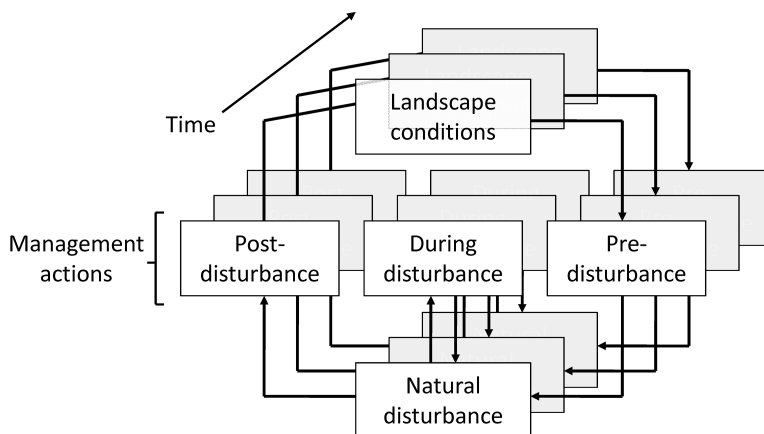 Time
Landscape
conditions
Management
actions
Post-
disturbance
During
disturbance
Pre-
disturbance
Natural
disturbance